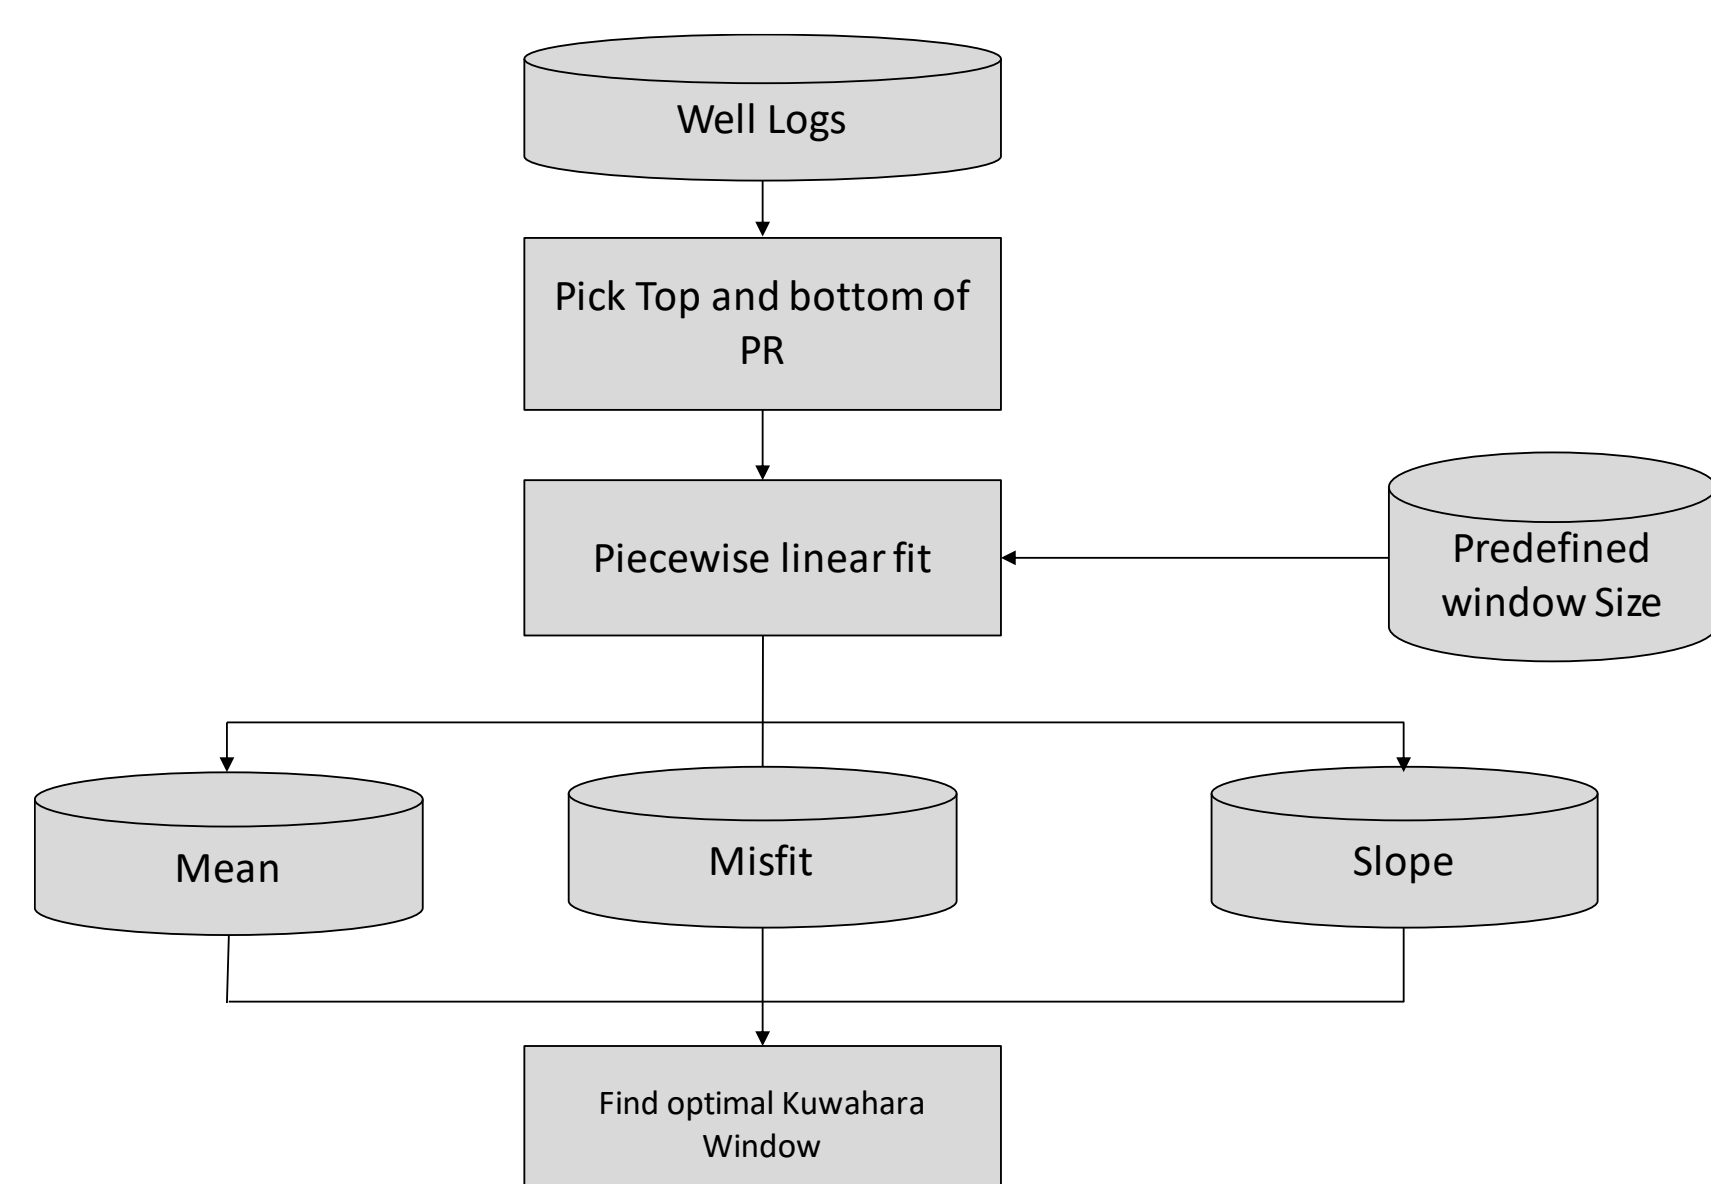 Well Logs
Pick Top and bottom of
PR
Piecewise linear fit
Predefined
window Size
Mean
Misfit
Slope
Find optimal Kuwahara
Window